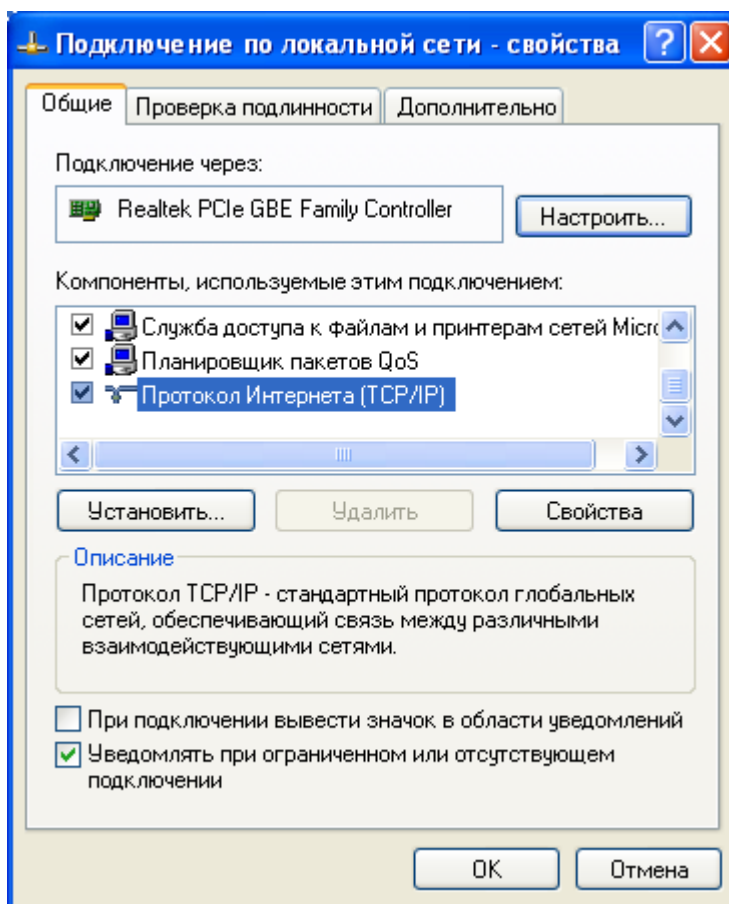 Подключение по локальной сети - свойства
Общие
Проверка подлинности
Дополнительно
Подключение через:
Realtek PCIe GBE Family Controller
Настроить...
Компоненты, используемые этим подключением:
Служба доступа к файлам и принтерам сетей Micro
Планировщик пакетов QoS
Протокол Интернета (TCP/IP)
Установить...
Удалить
Свойства
Описание
Протокол TCP/IP - стандартный протокол глобальных
сетей, обеспечивающий связь между различными
взаимодействующими сетями.
При подключении вывести значок в области уведомлений
Уведомлять при ограниченном или отсутствующем
подключении
OK
Отмена